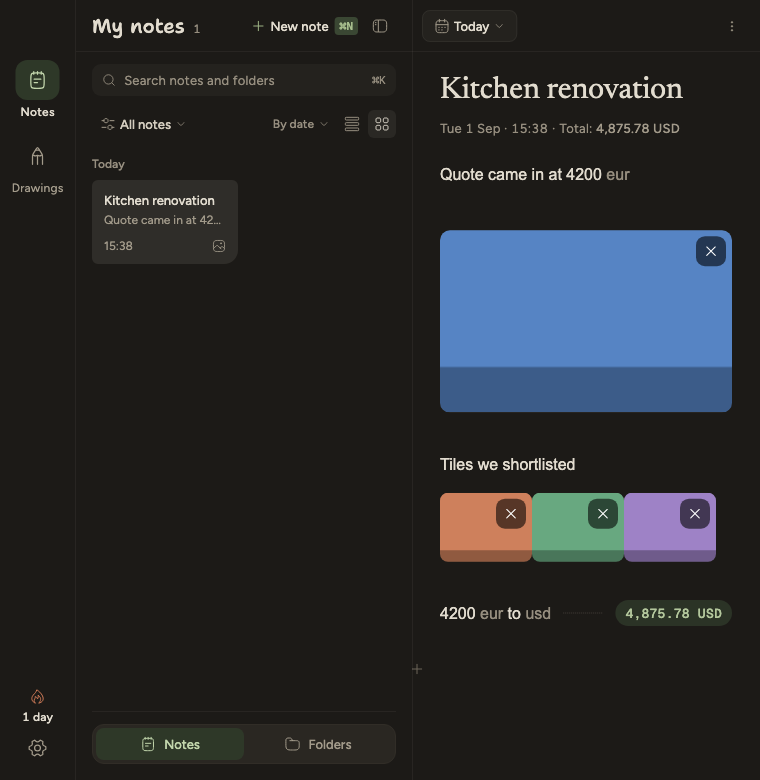 My notes 1
New note ⌘N
Today
Notes
Drawings
Search notes and folders ⌘K
All notes
By date
Today
Kitchen renovation
Quote came in at 42...
15:38
Kitchen renovation
Tue 1 Sep · 15:38 · Total: 4,875.78 USD
Quote came in at 4200 eur
Tiles we shortlisted
4200 eur to usd
4,875.78 USD
1 day
Notes
Folders